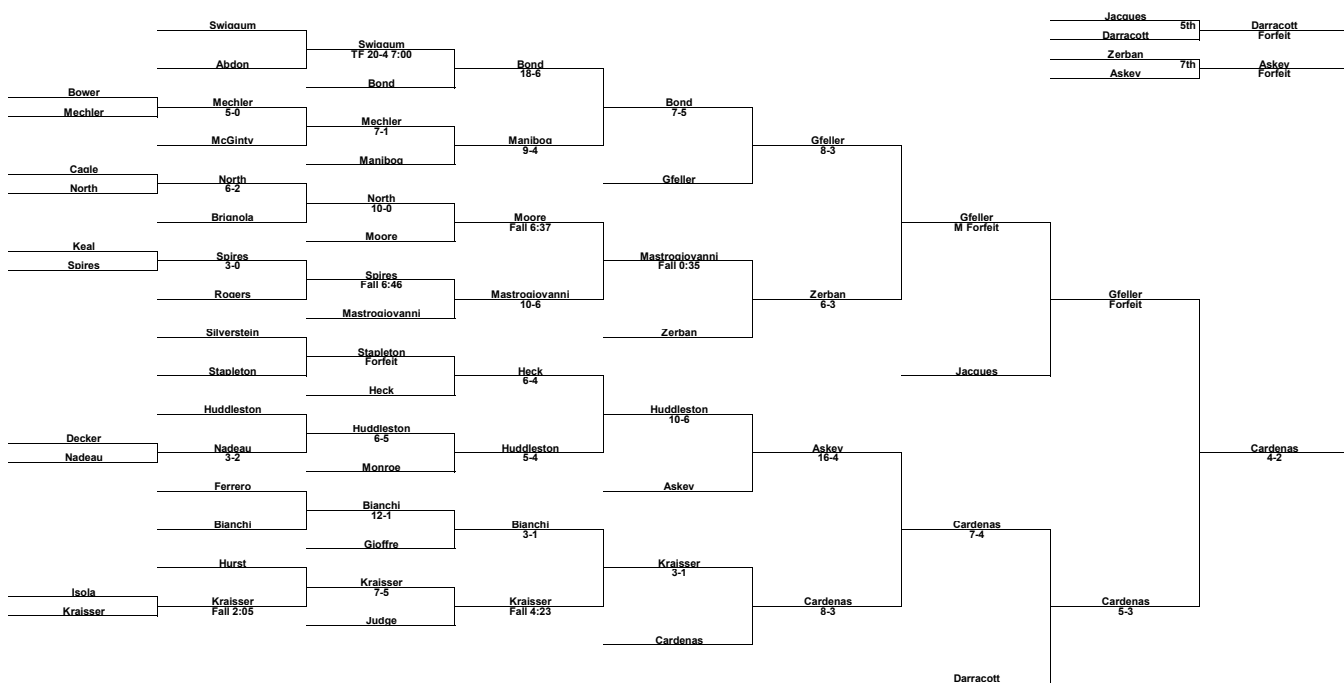 Jacques
5th
Darracott
Darracott
Forfeit
Zerban
7th
Askey
Askey
Forfeit
Swiggum
Abdon
Bower
Mechler
Mechler
5-0
McGinty
Cagle
North
North
6-2
Brignola
Keal
Spires
Spires
3-0
Rogers
Silverstein
Stapleton
Huddleston
Decker
Nadeau
Nadeau
3-2
Ferrero
Bianchi
Hurst
Isola
Kraisser
Kraisser
Fall 2:05
Swiggum
TF 20-4 7:00
Bond
Mechler
7-1
Manibog
North
10-0
Moore
Spires
Fall 6:46
Mastrogiovanni
Stapleton
Forfeit
Heck
Huddleston
6-5
Monroe
Bianchi
12-1
Gioffre
Kraisser
7-5
Judge
Bond
18-6
Manibog
9-4
Moore
Fall 6:37
Mastrogiovanni
10-6
Heck
6-4
Huddleston
5-4
Bianchi
3-1
Kraisser
Fall 4:23
Bond
7-5
Gfeller
Mastrogiovanni
Fall 0:35
Zerban
Huddleston
10-6
Askey
Kraisser
3-1
Cardenas
Gfeller
8-3
Zerban
6-3
Askey
16-4
Cardenas
8-3
Gfeller
M Forfeit
Jacques
Cardenas
7-4
Darracott
Gfeller
Forfeit
Cardenas
5-3
Cardenas
4-2